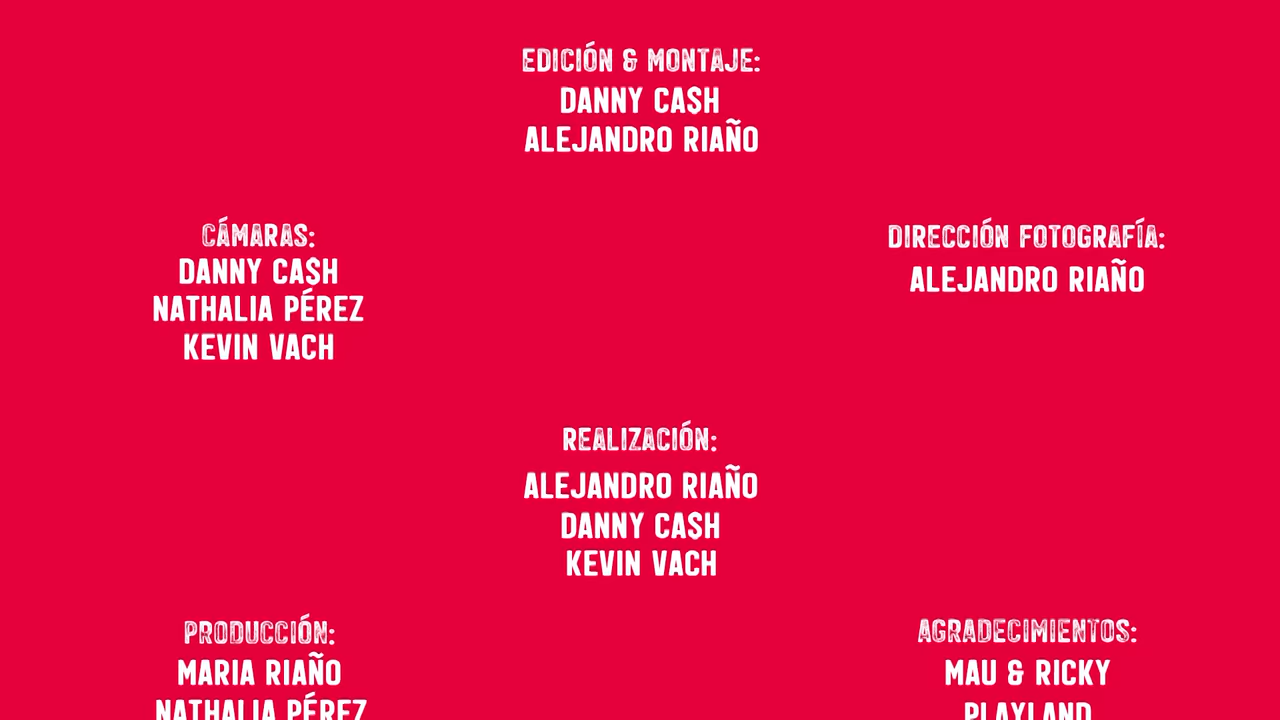 EDICIÓN & MONTAJE:
DANNY CA$H
ALEJANDRO RIAÑO
CÁMARAS:
DANNY CA$H
NATHALIA PÉREZ
KEVIN VACH
DIRECCIÓN FOTOGRAFÍA:
ALEJANDRO RIAÑO
REALIZACIÓN:
ALEJANDRO RIAÑO
DANNY CA$H
KEVIN VACH
PRODUCCIÓN:
MARIA RIAÑO
NATHALIA PÉREZ
AGRADECIMIENTOS:
MAU & RICKY
PLAYLAND